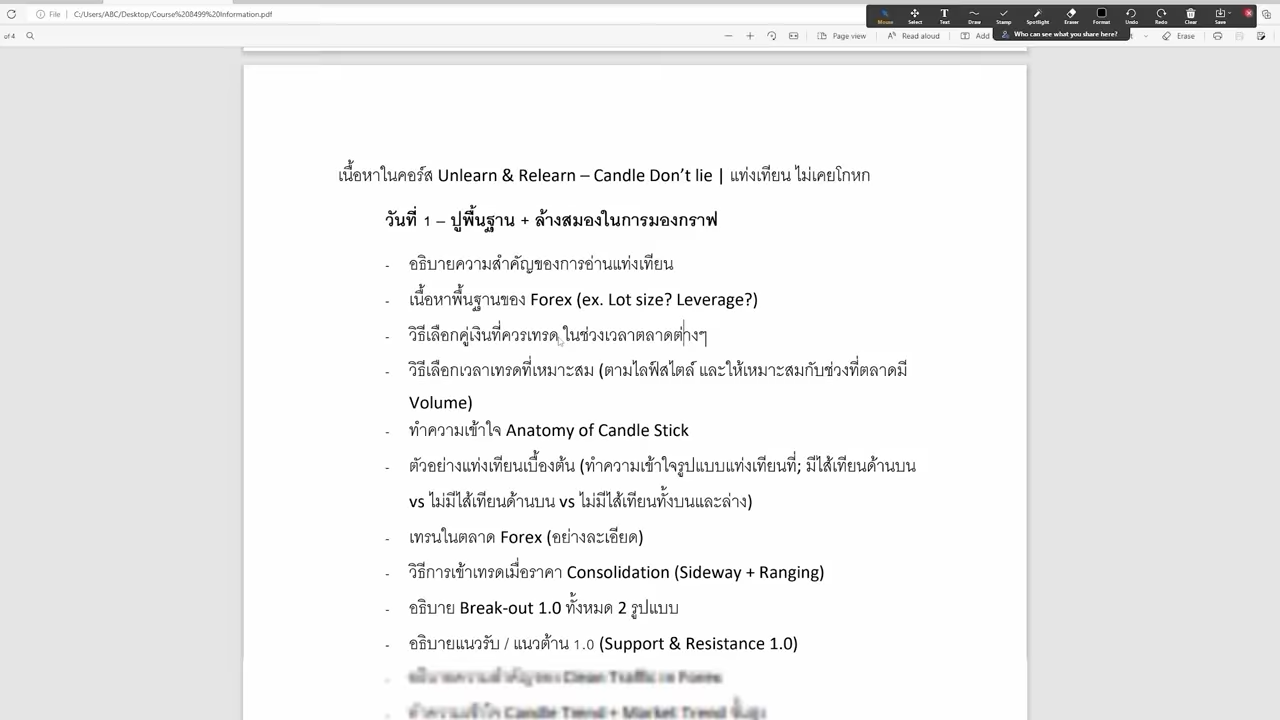 File
C:/Users/ABC/Desktop/Course%208499%20Information.pdf
Mouse Select Text Draw Stamp Spotlight Eraser Format Undo Redo Clear Save
Who can see what you share here?
of 4
Page view
Read aloud
Add
Erase
เนื้อหาในคอร์ส Unlearn & Relearn – Candle Don’t lie | แท่งเทียน ไม่เคยโกหก
วันที่ 1 – ปูพื้นฐาน + ล้างสมองในการมองกราฟ
- อธิบายความสำคัญของการอ่านแท่งเทียน
- เนื้อหาพื้นฐานของ Forex (ex. Lot size? Leverage?)
- วิธีเลือกคู่เงินที่ควรเทรด ในช่วงเวลาตลาดต่างๆ
- วิธีเลือกเวลาเทรดที่เหมาะสม (ตามไลฟ์สไตล์ และให้เหมาะสมกับช่วงที่ตลาดมี
Volume)
- ทำความเข้าใจ Anatomy of Candle Stick
- ตัวอย่างแท่งเทียนเบื้องต้น (ทำความเข้าใจรูปแบบแท่งเทียนที่; มีไส้เทียนด้านบน
vs ไม่มีไส้เทียนด้านบน vs ไม่มีไส้เทียนทั้งบนและล่าง)
- เทรนในตลาด Forex (อย่างละเอียด)
- วิธีการเข้าเทรดเมื่อราคา Consolidation (Sideway + Ranging)
- อธิบาย Break-out 1.0 ทั้งหมด 2 รูปแบบ
- อธิบายแนวรับ / แนวต้าน 1.0 (Support & Resistance 1.0)